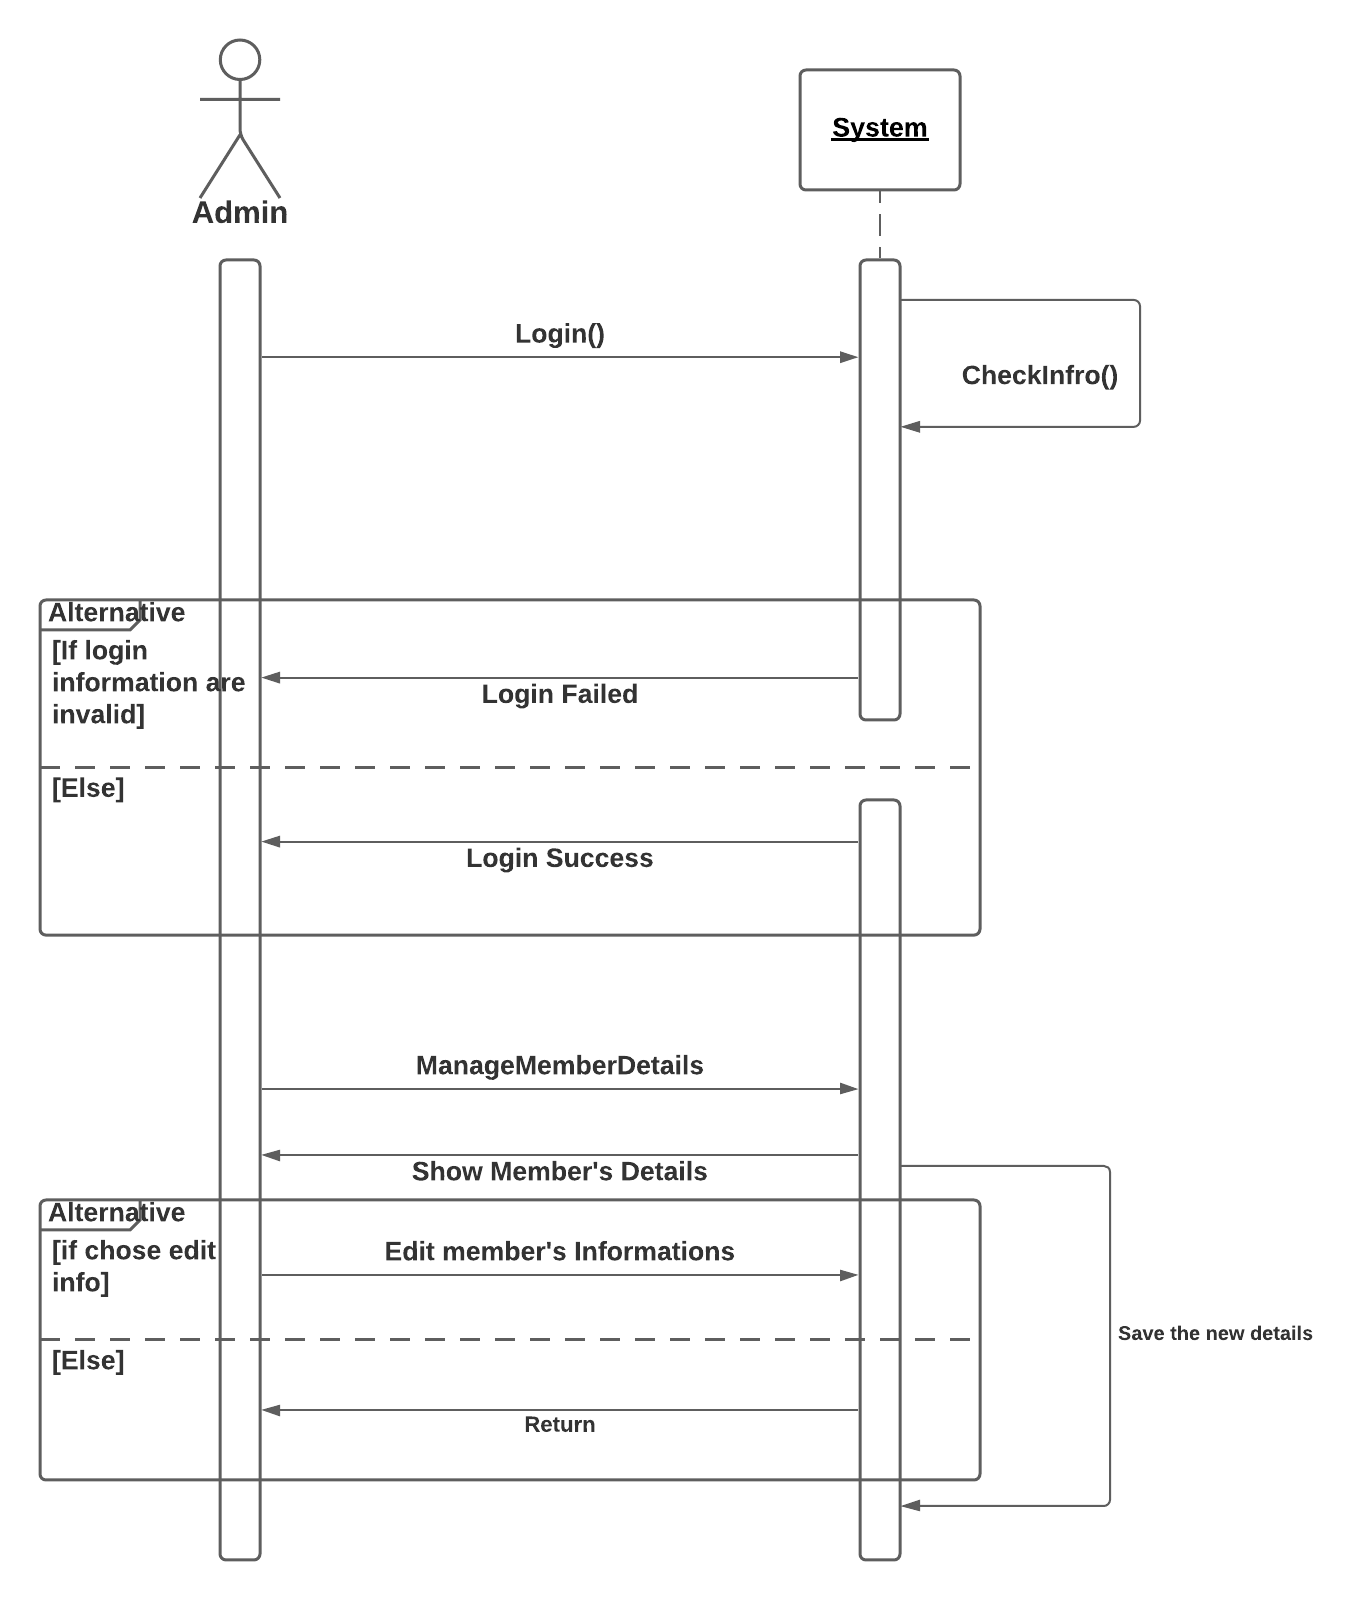 Admin
System
Login()
CheckInfro()
Alternative
[If login
information are
invalid]
Login Failed
[Else]
Login Success
ManageMemberDetails
Show Member's Details
Alternative
[if chose edit
info]
Edit member's Informations
Save the new details
[Else]
Return